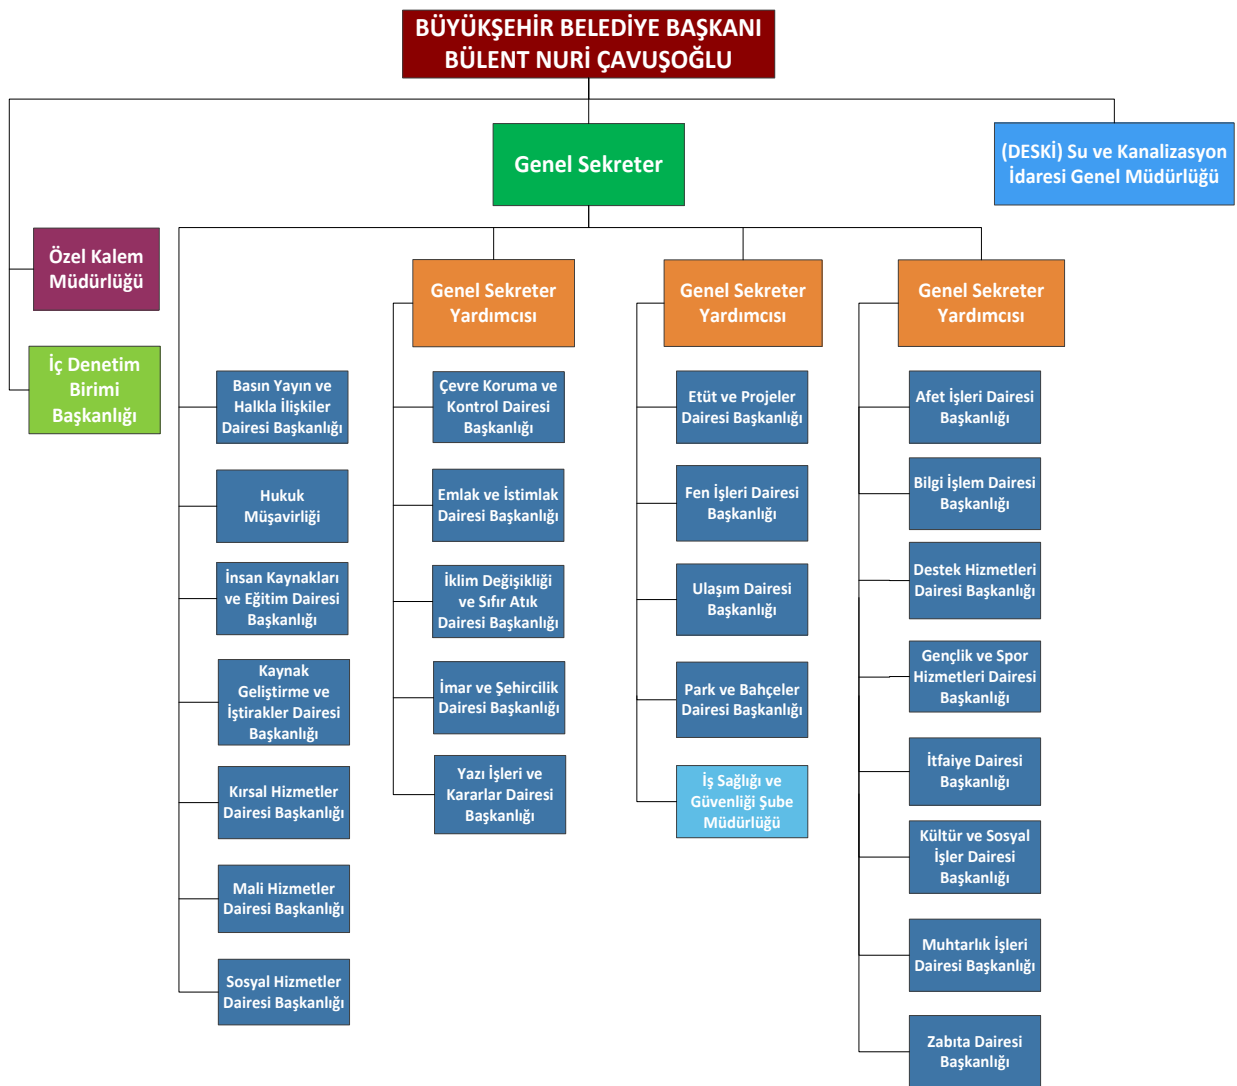 BÜYÜKŞEHİR BELEDİYE BAŞKANI
BÜLENT NURİ ÇAVUŞOĞLU
Genel Sekreter
(DESKİ) Su ve Kanalizasyon
İdaresi Genel Müdürlüğü
Özel Kalem
Müdürlüğü
İç Denetim
Birimi
Başkanlığı
Basın Yayın ve
Halkla İlişkiler
Dairesi Başkanlığı
Hukuk
Müşavirliği
İnsan Kaynakları
ve Eğitim Dairesi
Başkanlığı
Kaynak
Geliştirme ve
İştirakler Dairesi
Başkanlığı
Kırsal Hizmetler
Dairesi Başkanlığı
Mali Hizmetler
Dairesi Başkanlığı
Sosyal Hizmetler
Dairesi Başkanlığı
Genel Sekreter
Yardımcısı
Çevre Koruma ve
Kontrol Dairesi
Başkanlığı
Emlak ve İstimlak
Dairesi Başkanlığı
İklim Değişikliği
ve Sıfır Atık
Dairesi Başkanlığı
İmar ve Şehircilik
Dairesi Başkanlığı
Yazı İşleri ve
Kararlar Dairesi
Başkanlığı
Genel Sekreter
Yardımcısı
Etüt ve Projeler
Dairesi Başkanlığı
Fen İşleri Dairesi
Başkanlığı
Ulaşım Dairesi
Başkanlığı
Park ve Bahçeler
Dairesi Başkanlığı
İş Sağlığı ve
Güvenliği Şube
Müdürlüğü
Genel Sekreter
Yardımcısı
Afet İşleri Dairesi
Başkanlığı
Bilgi İşlem Dairesi
Başkanlığı
Destek Hizmetleri
Dairesi Başkanlığı
Gençlik ve Spor
Hizmetleri Dairesi
Başkanlığı
İtfaiye Dairesi
Başkanlığı
Kültür ve Sosyal
İşler Dairesi
Başkanlığı
Muhtarlık İşleri
Dairesi Başkanlığı
Zabıta Dairesi
Başkanlığı